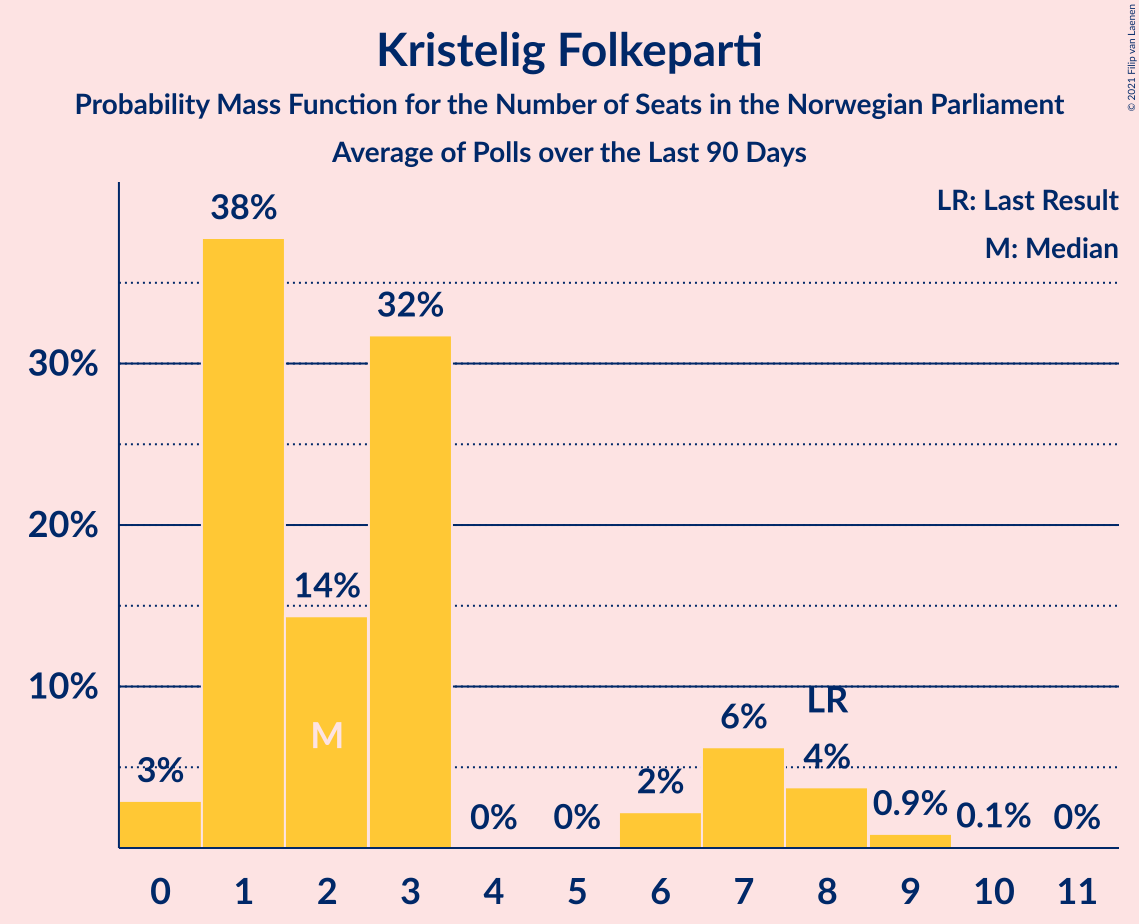 Kristelig Folkeparti
Probability Mass Function for the Number of Seats in the Norwegian Parliament
Average of Polls over the Last 90 Days
© 2021 Filip van Laenen
LR: Last Result
M: Median
38%
32%
30%
20%
14%
10%
LR
6%
M
4%
3%
2%
0.9%
0%
0%
0.1%
0%
0 1 2 3 4 5 6 7 8 9 10 11